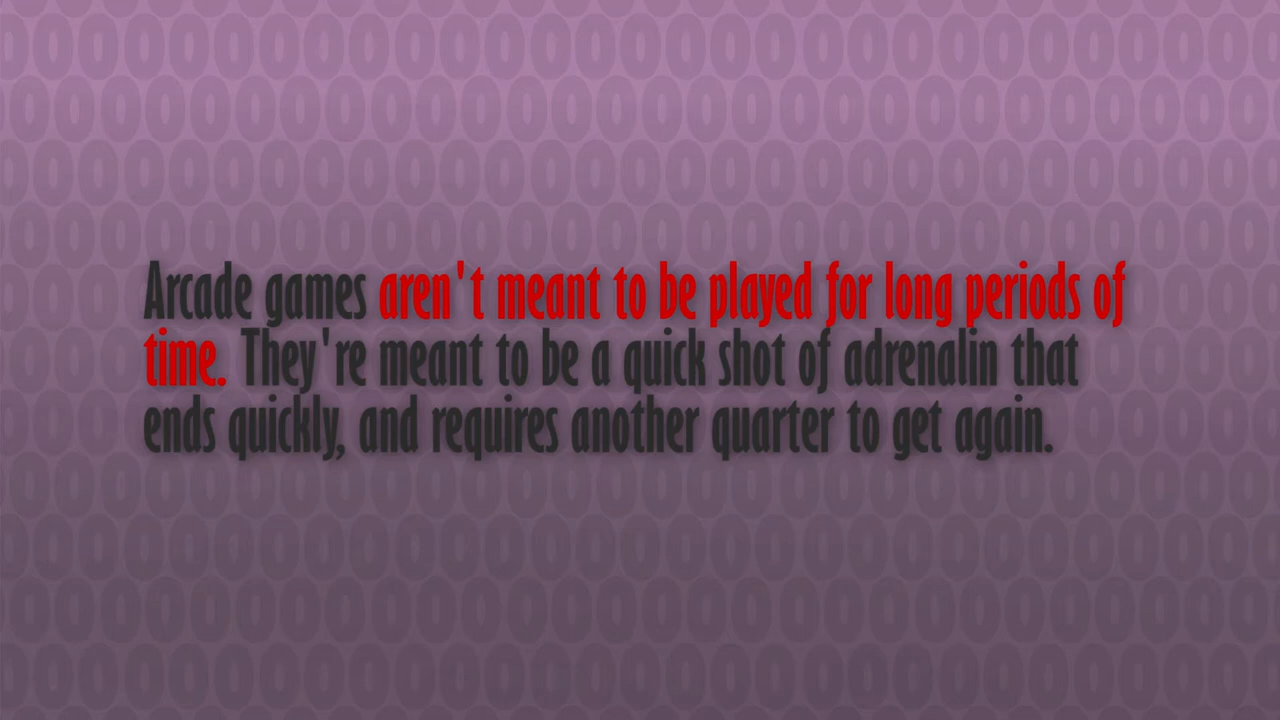 Arcade games aren't meant to be played for long periods of
time. They're meant to be a quick shot of adrenalin that
ends quickly, and requires another quarter to get again.